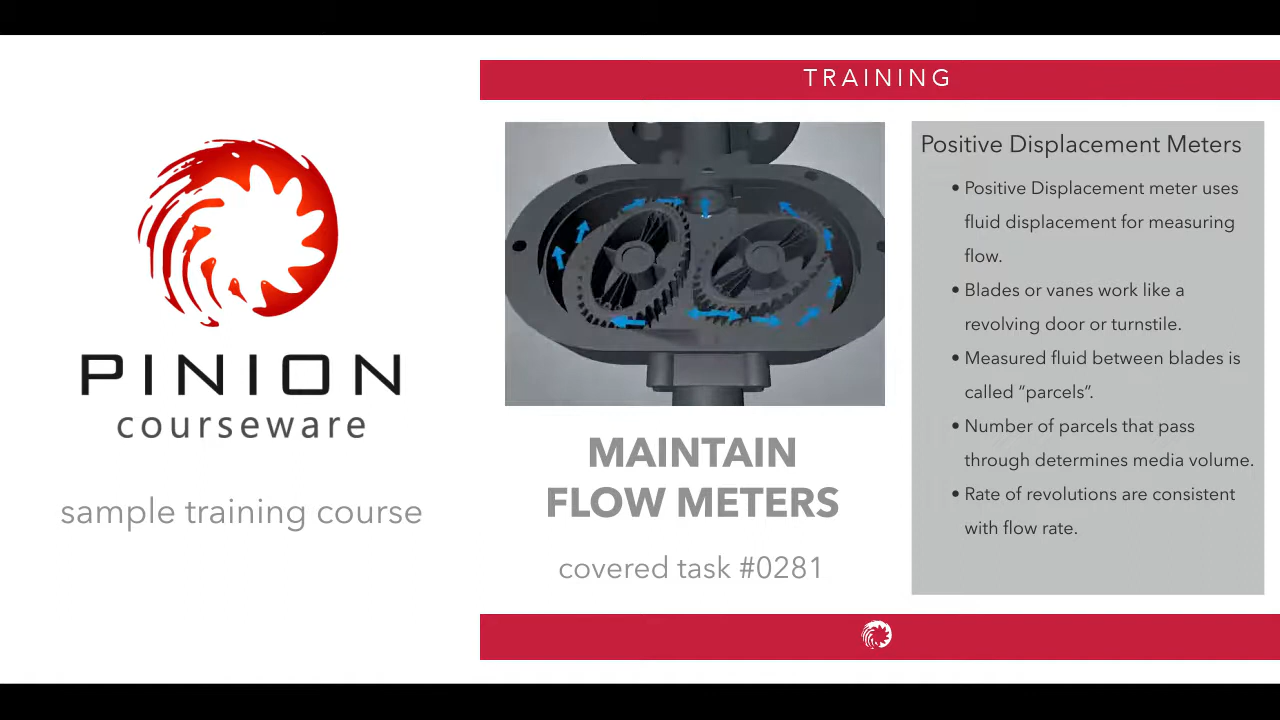 PINION
courseware
sample training course
TRAINING
MAINTAIN
FLOW METERS
covered task #0281
Positive Displacement Meters
• Positive Displacement meter uses
fluid displacement for measuring
flow.
• Blades or vanes work like a
revolving door or turnstile.
• Measured fluid between blades is
called “parcels”.
• Number of parcels that pass
through determines media volume.
• Rate of revolutions are consistent
with flow rate.